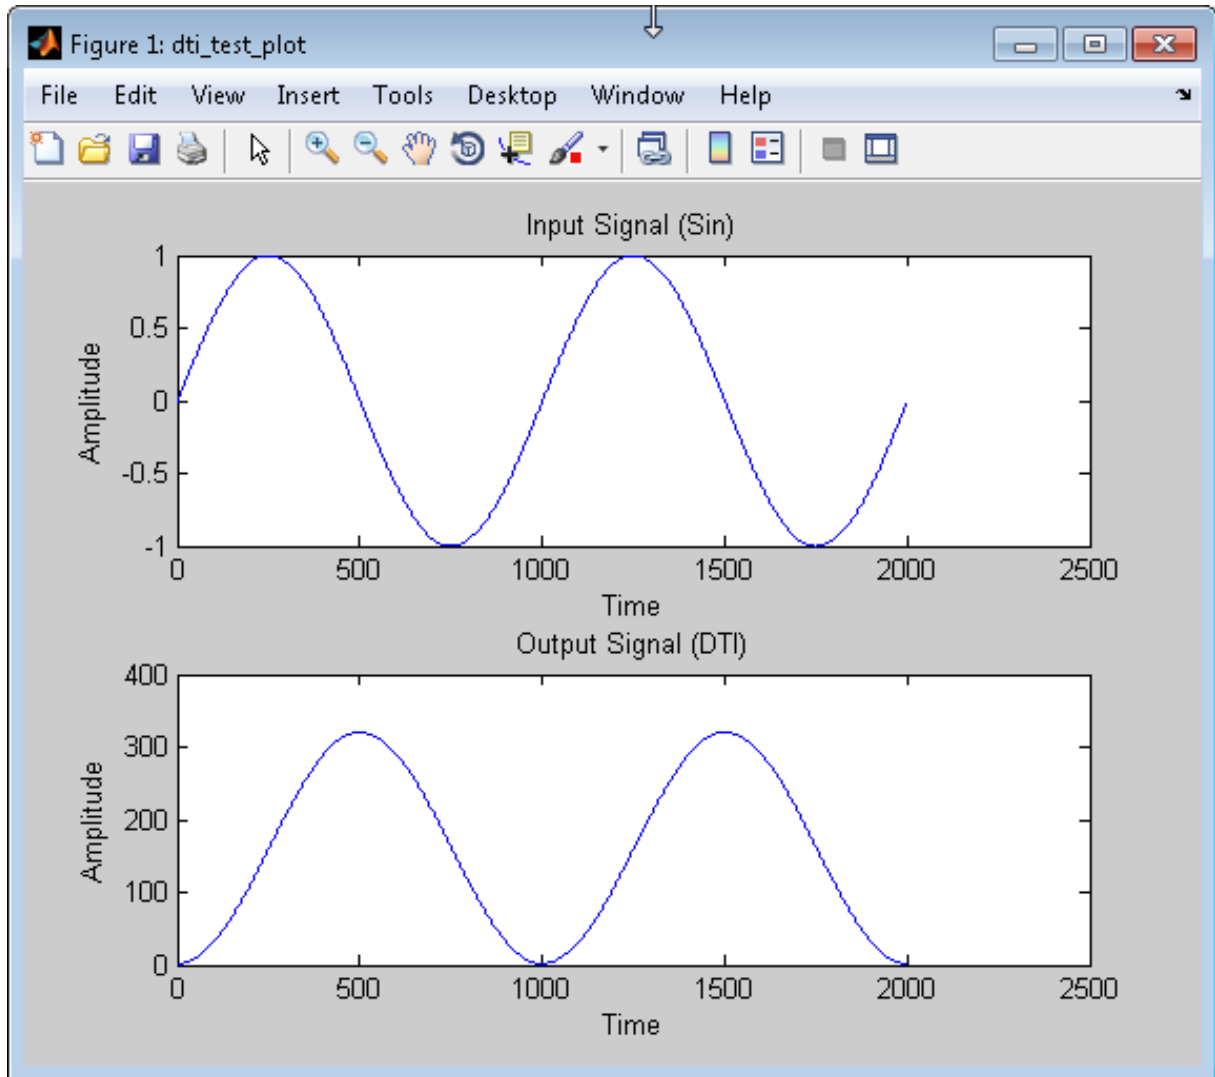 Figure 1: dti_test_plot
File Edit View Insert Tools Desktop Window Help
Input Signal (Sin)
1
0.5
0
-0.5
-1
Amplitude
0 500 1000 1500 2000 2500
Time
Output Signal (DTI)
400
300
200
100
0
Amplitude
0 500 1000 1500 2000 2500
Time